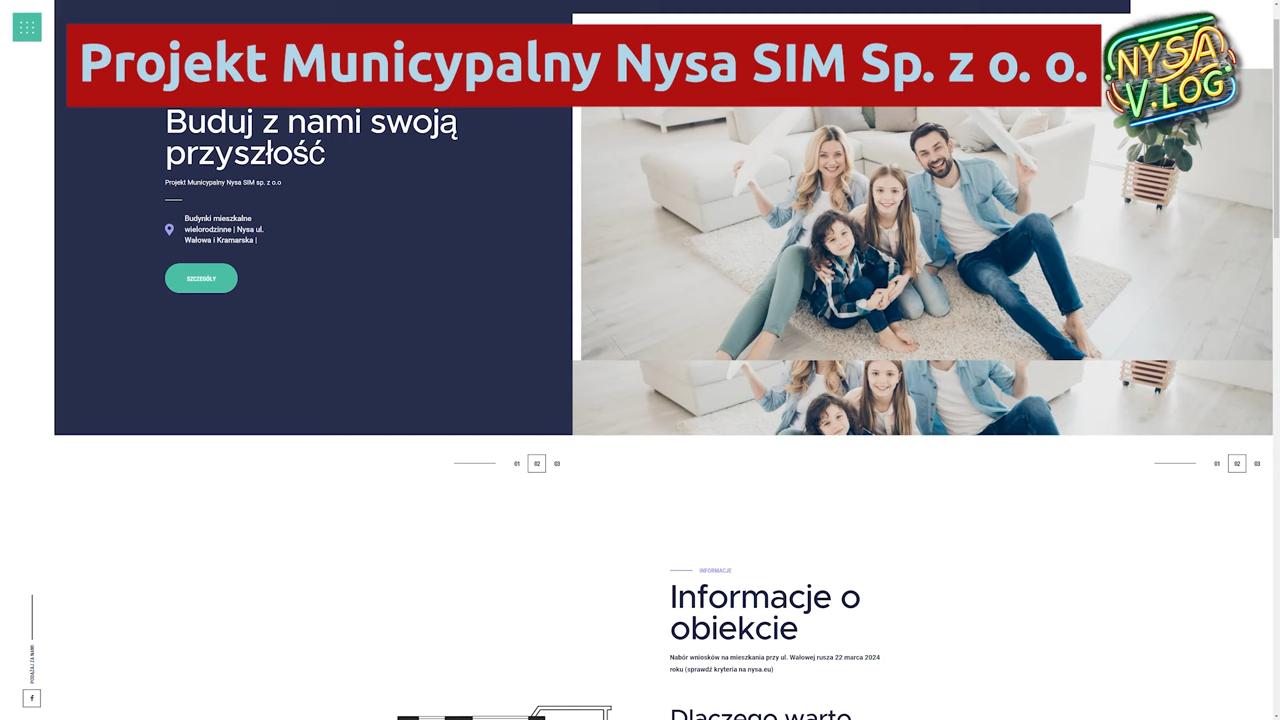 Projekt Municypalny Nysa SIM Sp. z o. o.
NYSA
V.LOG
Buduj z nami swoją
przyszłość
Projekt Municypalny Nysa SIM sp. z o.o
Budynki mieszkalne
wielorodzinne | Nysa ul.
Wałowa i Kramarska |
SZCZEGÓŁY
01 02 03
01 02 03
INFORMACJE
Informacje o
obiekcie
Nabór wniosków na mieszkania przy ul. Wałowej rusza 22 marca 2024
roku (sprawdź kryteria na nysa.eu)
Dlaczego warto
PODĄŻAJ ZA NAMI
f